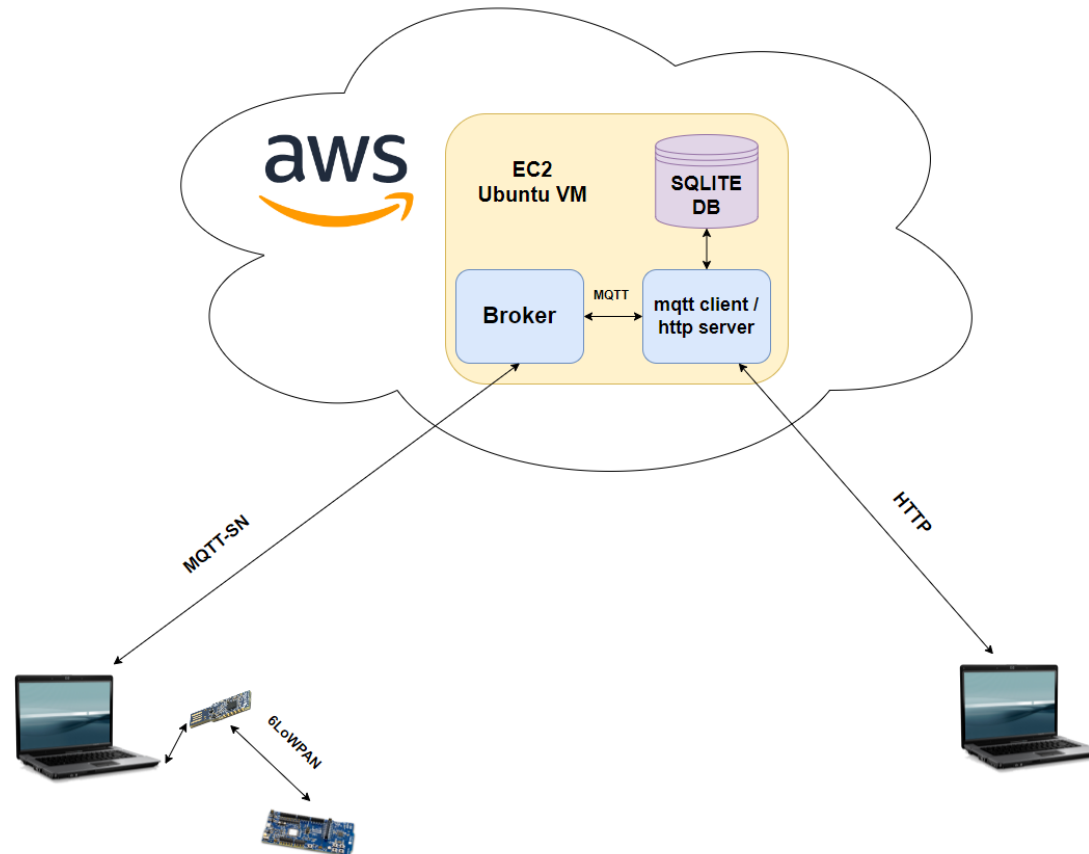 aws
EC2
Ubuntu VM
SQLITE
DB
Broker
MQTT
mqtt client /
http server
MQTT-SN
HTTP
6LoWPAN